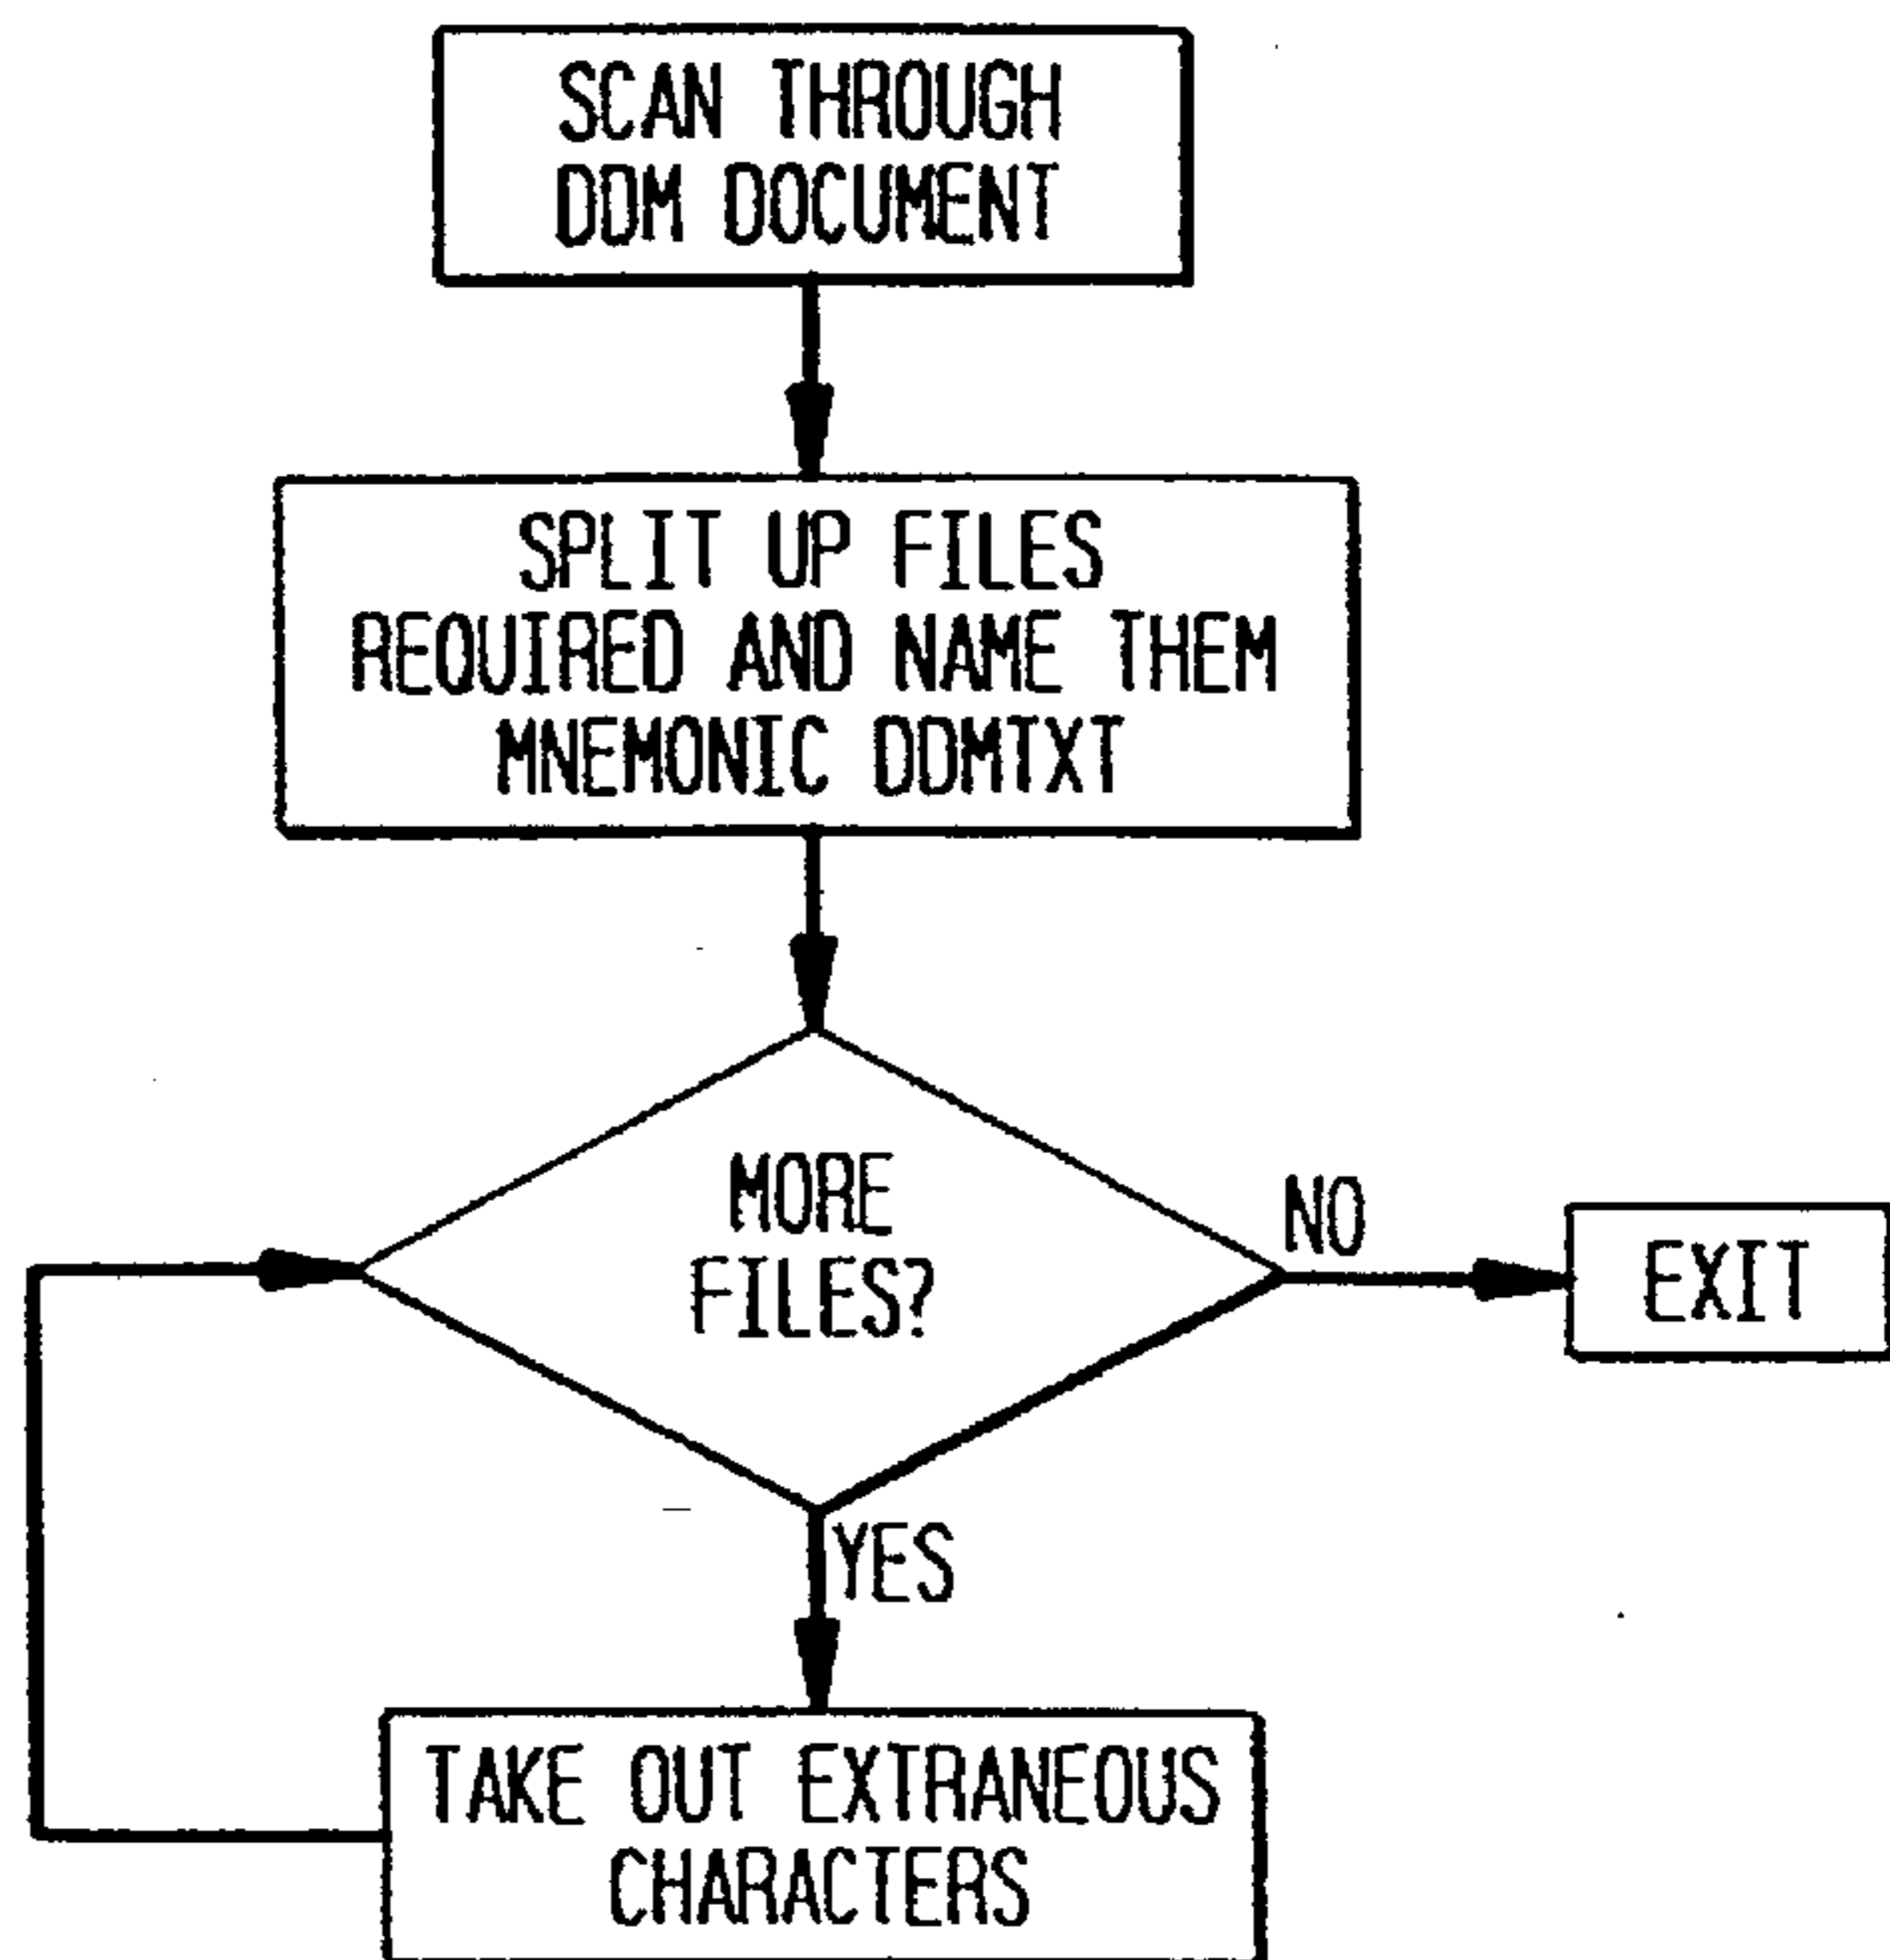 SCAN THROUGH
DDM DOCUMENT
SPLIT UP FILES
REQUIRED AND NAME THEM
MNEMONIC DDMTXT
MORE
FILES?
NO
EXIT
YES
TAKE OUT EXTRANEOUS
CHARACTERS